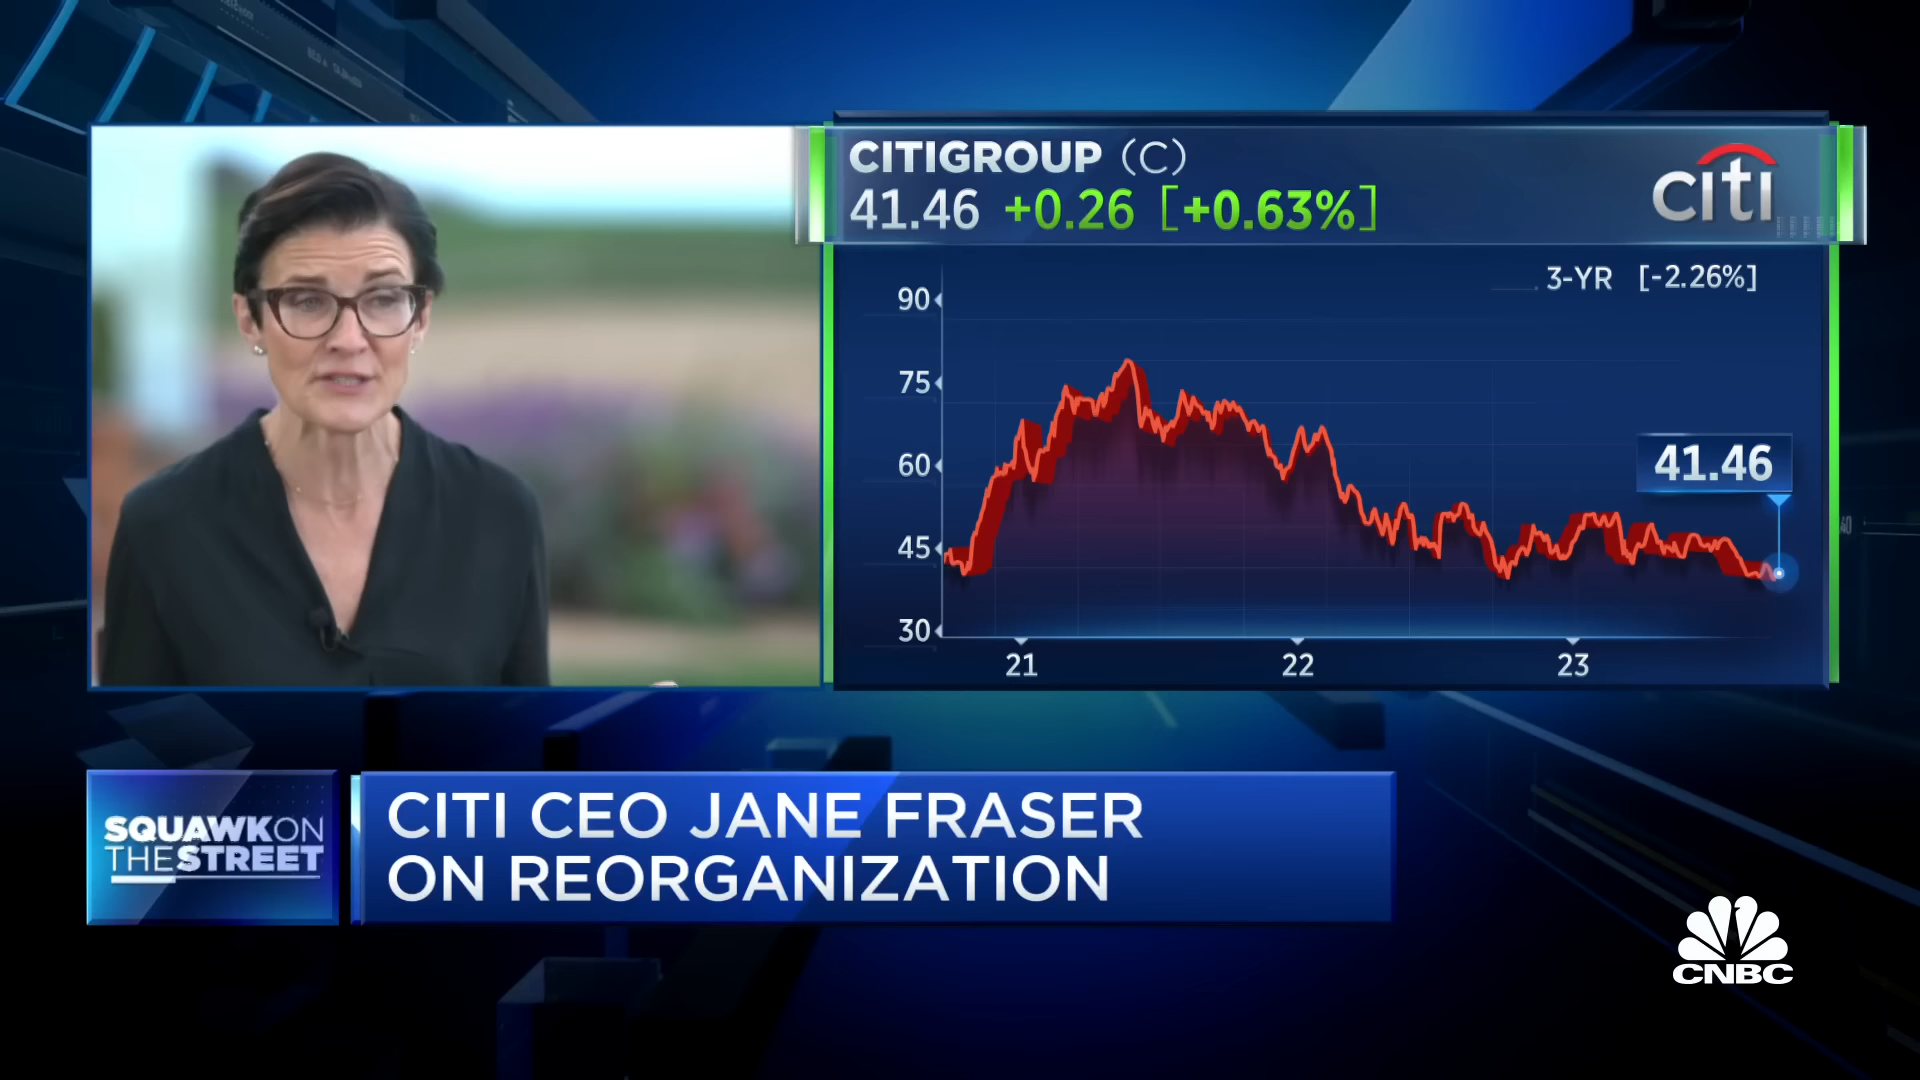 CITIGROUP (C)
41.46 +0.26 [+0.63%]
citi
3-YR [-2.26%]
90
75
60
45
30
41.46
21 22 23
SQUAWK ON
THE STREET
CITI CEO JANE FRASER
ON REORGANIZATION
CNBC